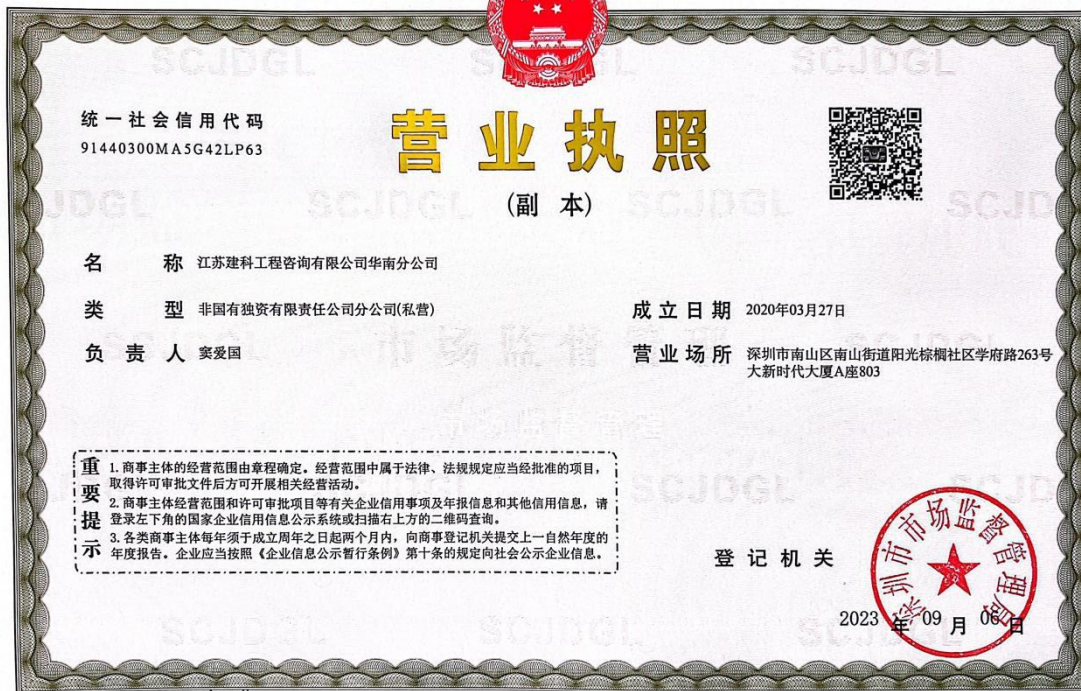 统一社会信用代码
91440300MA5G42LP63
营业执照
(副 本)
名 称 江苏建科工程咨询有限公司华南分公司
类 型 非国有独资有限责任公司分公司(私营)
成立日期 2020年03月27日
负责人 窦爱国
营业场所 深圳市南山区南山街道阳光棕榈社区学府路263号
大新时代大厦A座803
重要提示
1.商事主体的经营范围由章程确定。经营范围中属于法律、法规规定应当经批准的项目,
取得许可审批文件后方可开展相关经营活动。
2.商事主体经营范围和许可审批项目等有关企业信用事项及年报信息和其他信用信息,请
登录左下角的国家企业信用信息公示系统或扫描右上方的二维码查询。
3.各类商事主体每年须于成立周年之日起两个月内,向商事登记机关提交上一自然年度的
年度报告。企业应当按照《企业信息公示暂行条例》第十条的规定向社会公示企业信息。
登记机关
深圳市市场监督管理局
2023 年 09 月 06 日
SCJDGL
市场监督管理